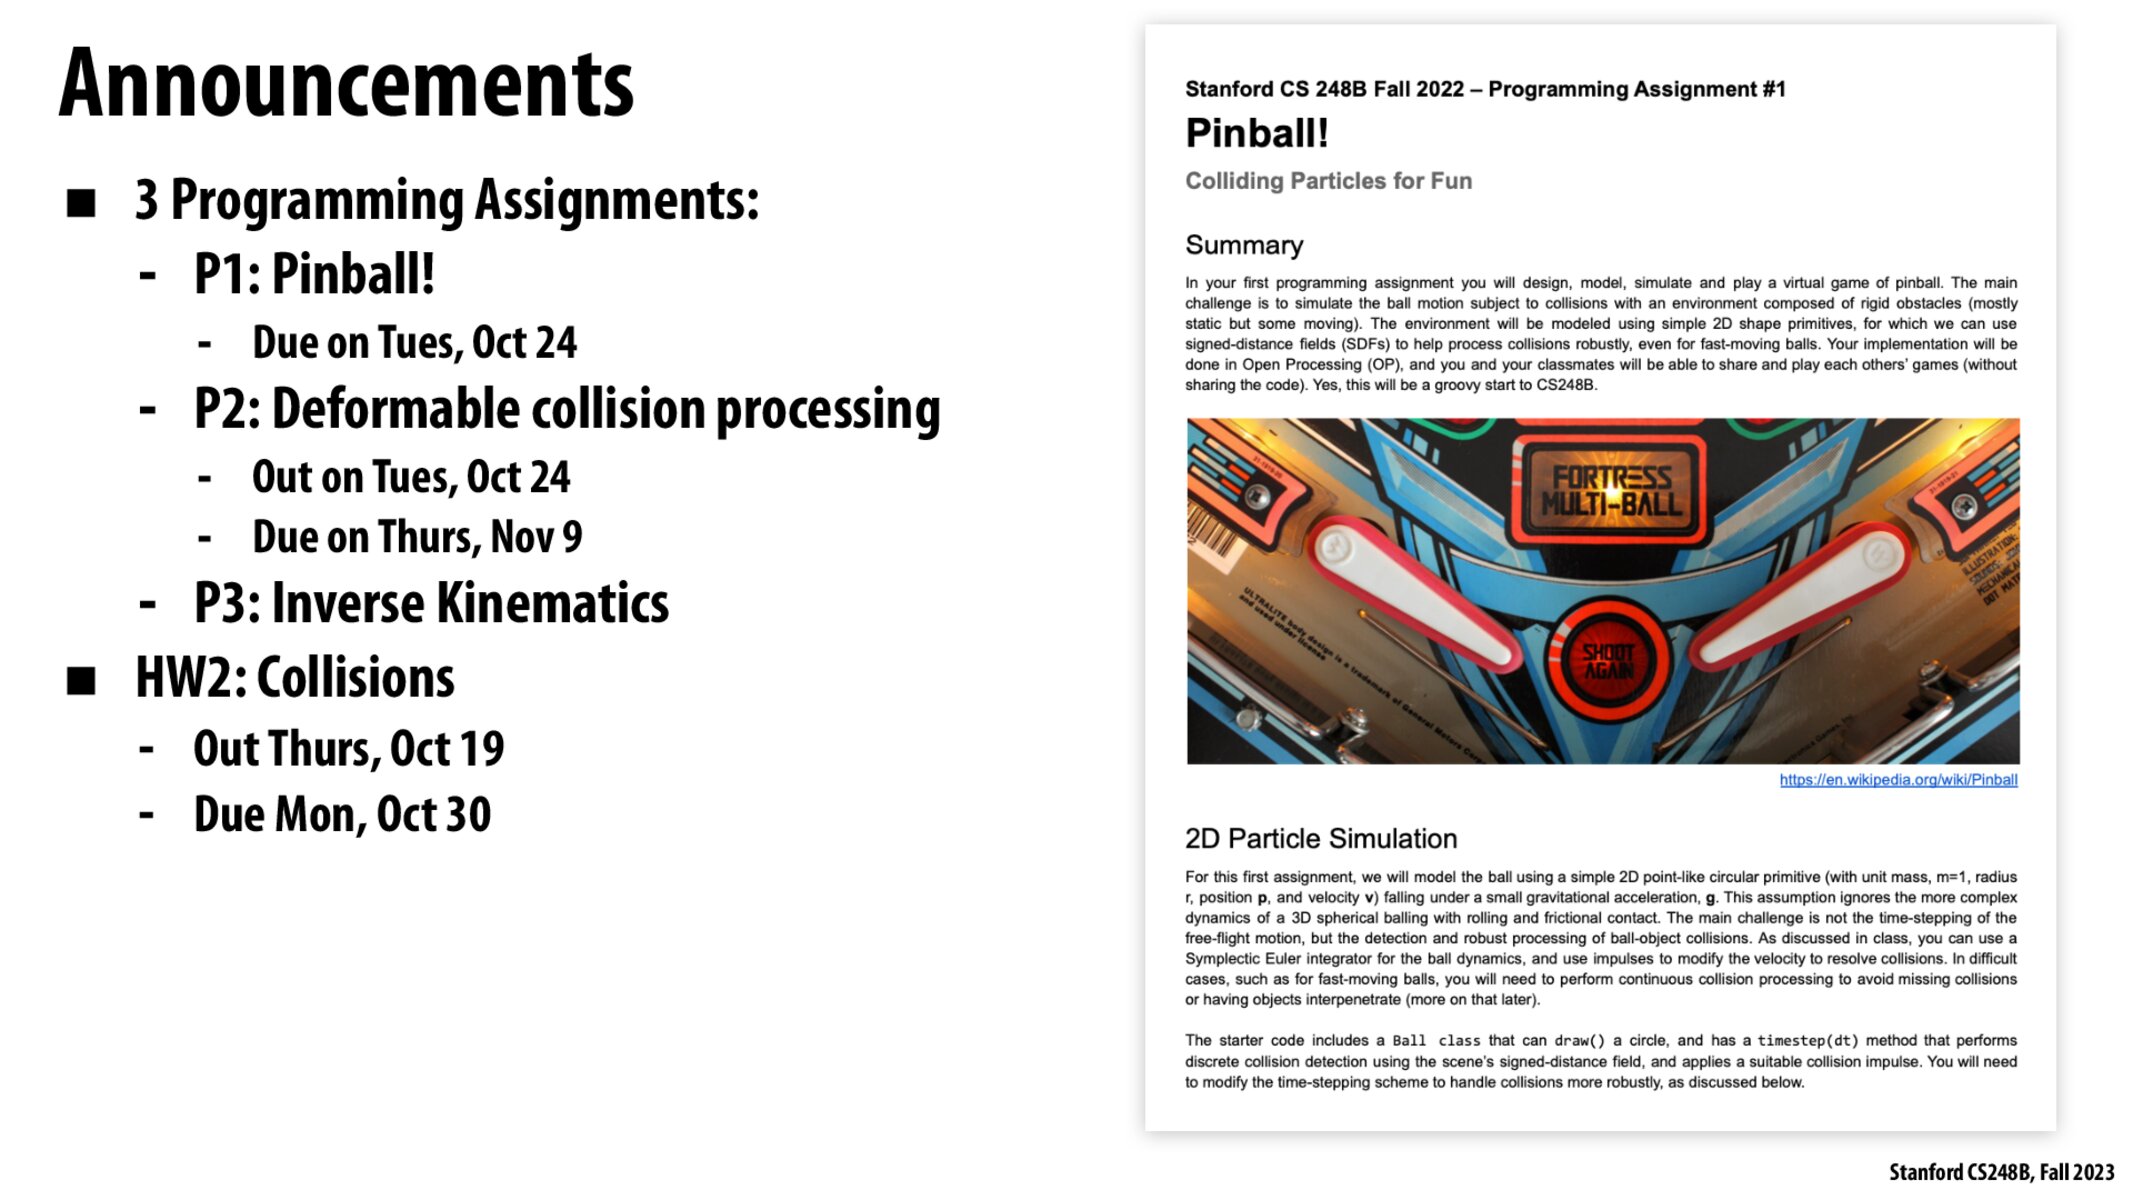 Announcements
■ 3 Programming Assignments:
- P1: Pinball!
- Due on Tues, Oct 24
- P2: Deformable collision processing
- Out on Tues, Oct 24
- Due on Thurs, Nov 9
- P3: Inverse Kinematics
■ HW2: Collisions
- Out Thurs, Oct 19
- Due Mon, Oct 30
Stanford CS 248B Fall 2022 – Programming Assignment #1
Pinball!
Colliding Particles for Fun
Summary
In your first programming assignment you will design, model, simulate and play a virtual game of pinball. The main
challenge is to simulate the ball motion subject to collisions with an environment composed of rigid obstacles (mostly
static but some moving). The environment will be modeled using simple 2D shape primitives, for which we can use
signed-distance fields (SDFs) to help process collisions robustly, even for fast-moving balls. Your implementation will be
done in Open Processing (OP), and you and your classmates will be able to share and play each others' games (without
sharing the code). Yes, this will be a groovy start to CS248B.
FORTRESS
MULTI-BALL
SHOOT
AGAIN
ULTRALITE body design is a trademark of General Motors
and used under license
ILLUSTRATION:
SOUNDS:
DOT
https://en.wikipedia.org/wiki/Pinball
2D Particle Simulation
For this first assignment, we will model the ball using a simple 2D point-like circular primitive (with unit mass, m=1, radius
r, position p, and velocity v) falling under a small gravitational acceleration, g. This assumption ignores the more complex
dynamics of a 3D spherical balling with rolling and frictional contact. The main challenge is not the time-stepping of the
free-flight motion, but the detection and robust processing of ball-object collisions. As discussed in class, you can use a
Symplectic Euler integrator for the ball dynamics, and use impulses to modify the velocity to resolve collisions. In difficult
cases, such as for fast-moving balls, you will need to perform continuous collision processing to avoid missing collisions
or having objects interpenetrate (more on that later).
The starter code includes a Ball class that can draw() a circle, and has a timestep(dt) method that performs
discrete collision detection using the scene's signed-distance field, and applies a suitable collision impulse. You will need
to modify the time-stepping scheme to handle collisions more robustly, as discussed below.
Stanford CS248B, Fall 2023